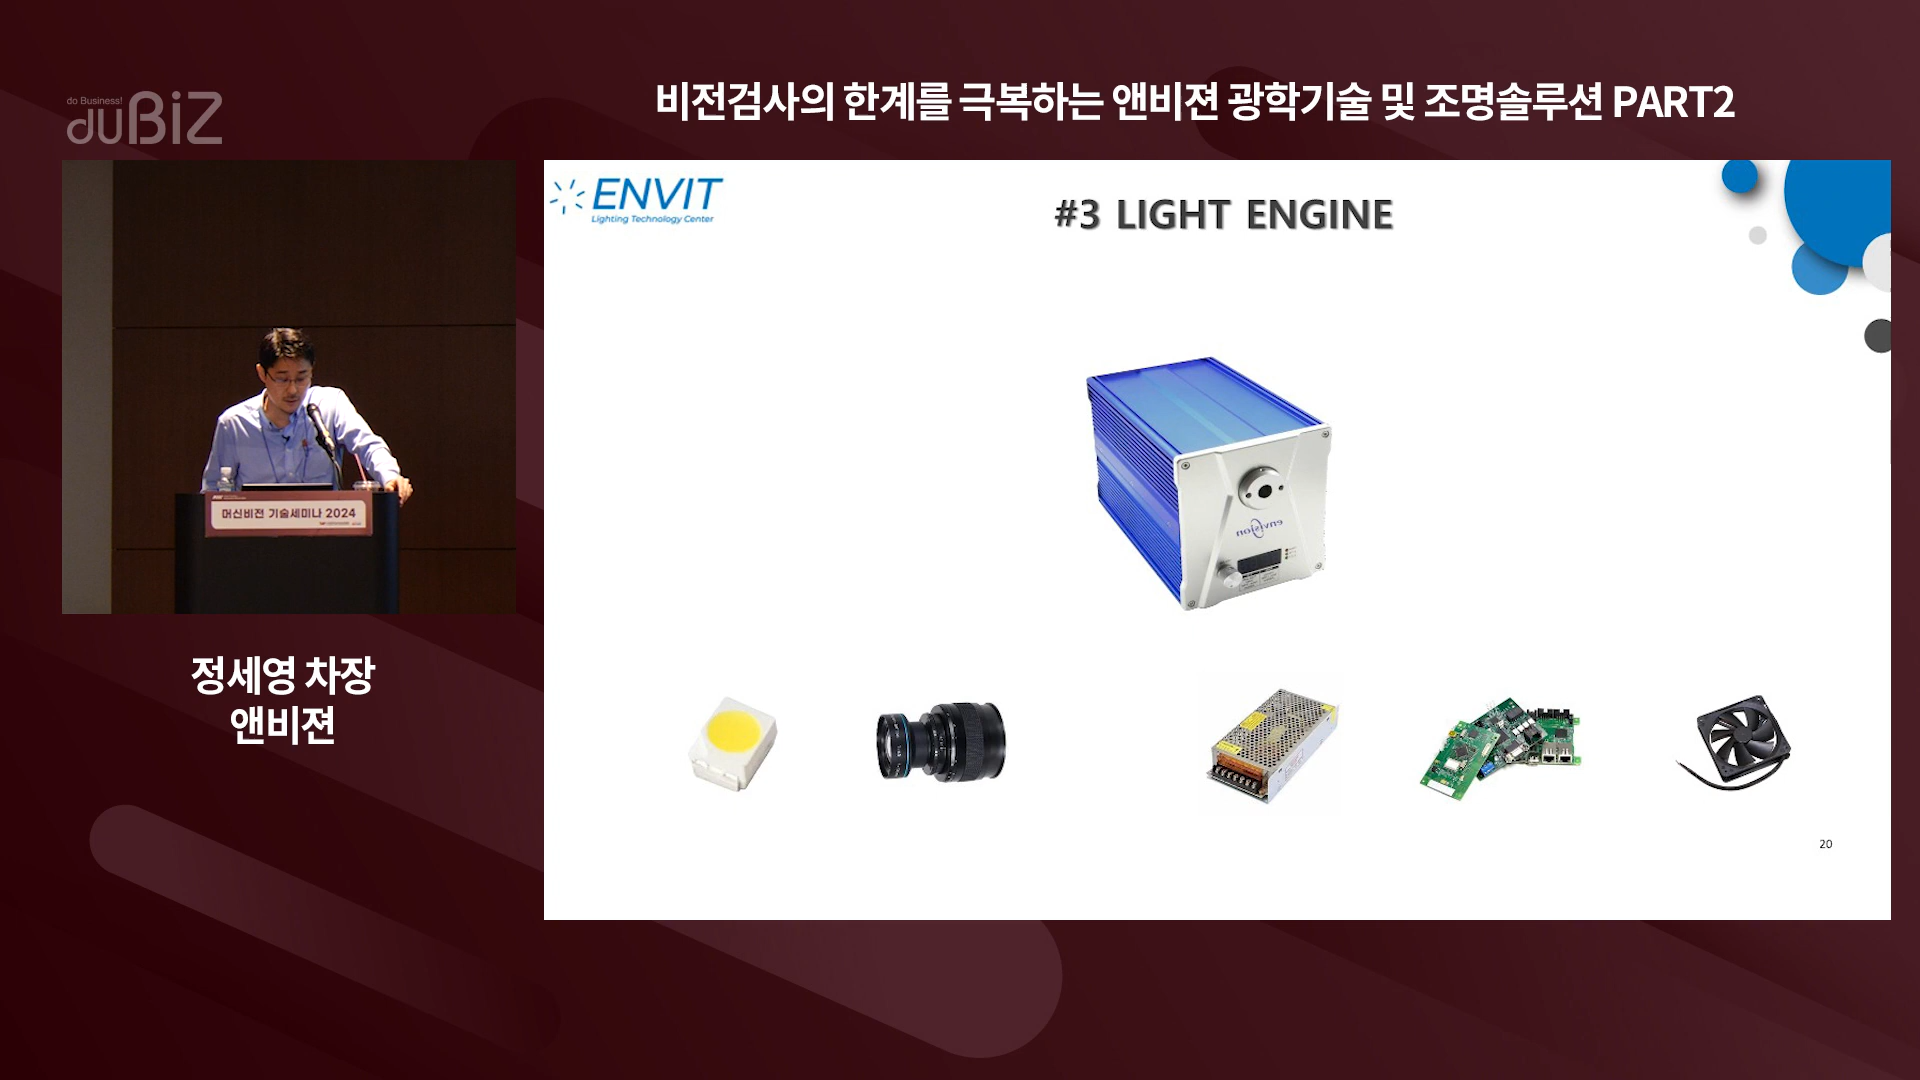 do Business!
duBiZ
비전검사의 한계를 극복하는 앤비젼 광학기술 및 조명솔루션 PART2
ENVIT
Lighting Technology Center
#3 LIGHT ENGINE
envision
머신비전 기술세미나 2024
정세영 차장
앤비젼
20